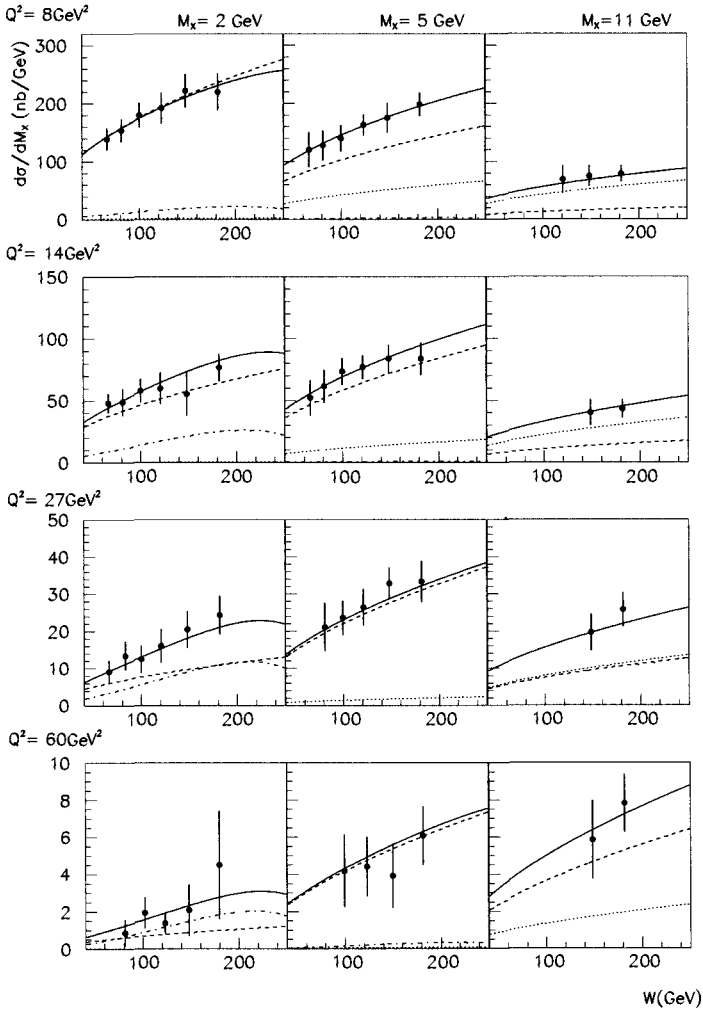 Q²= 8GeV²
Mₓ= 2 GeV Mₓ= 5 GeV Mₓ=11 GeV
dσ/dMₓ (nb/GeV)
300
200
100
0
100 200 100 200 100 200
Q²= 14GeV²
150
100
50
0
100 200 100 200 100 200
Q²= 27GeV²
50
40
30
20
10
0
100 200 100 200 100 200
Q²= 60GeV²
10
8
6
4
2
0
100 200 100 200 100 200
W(GeV)